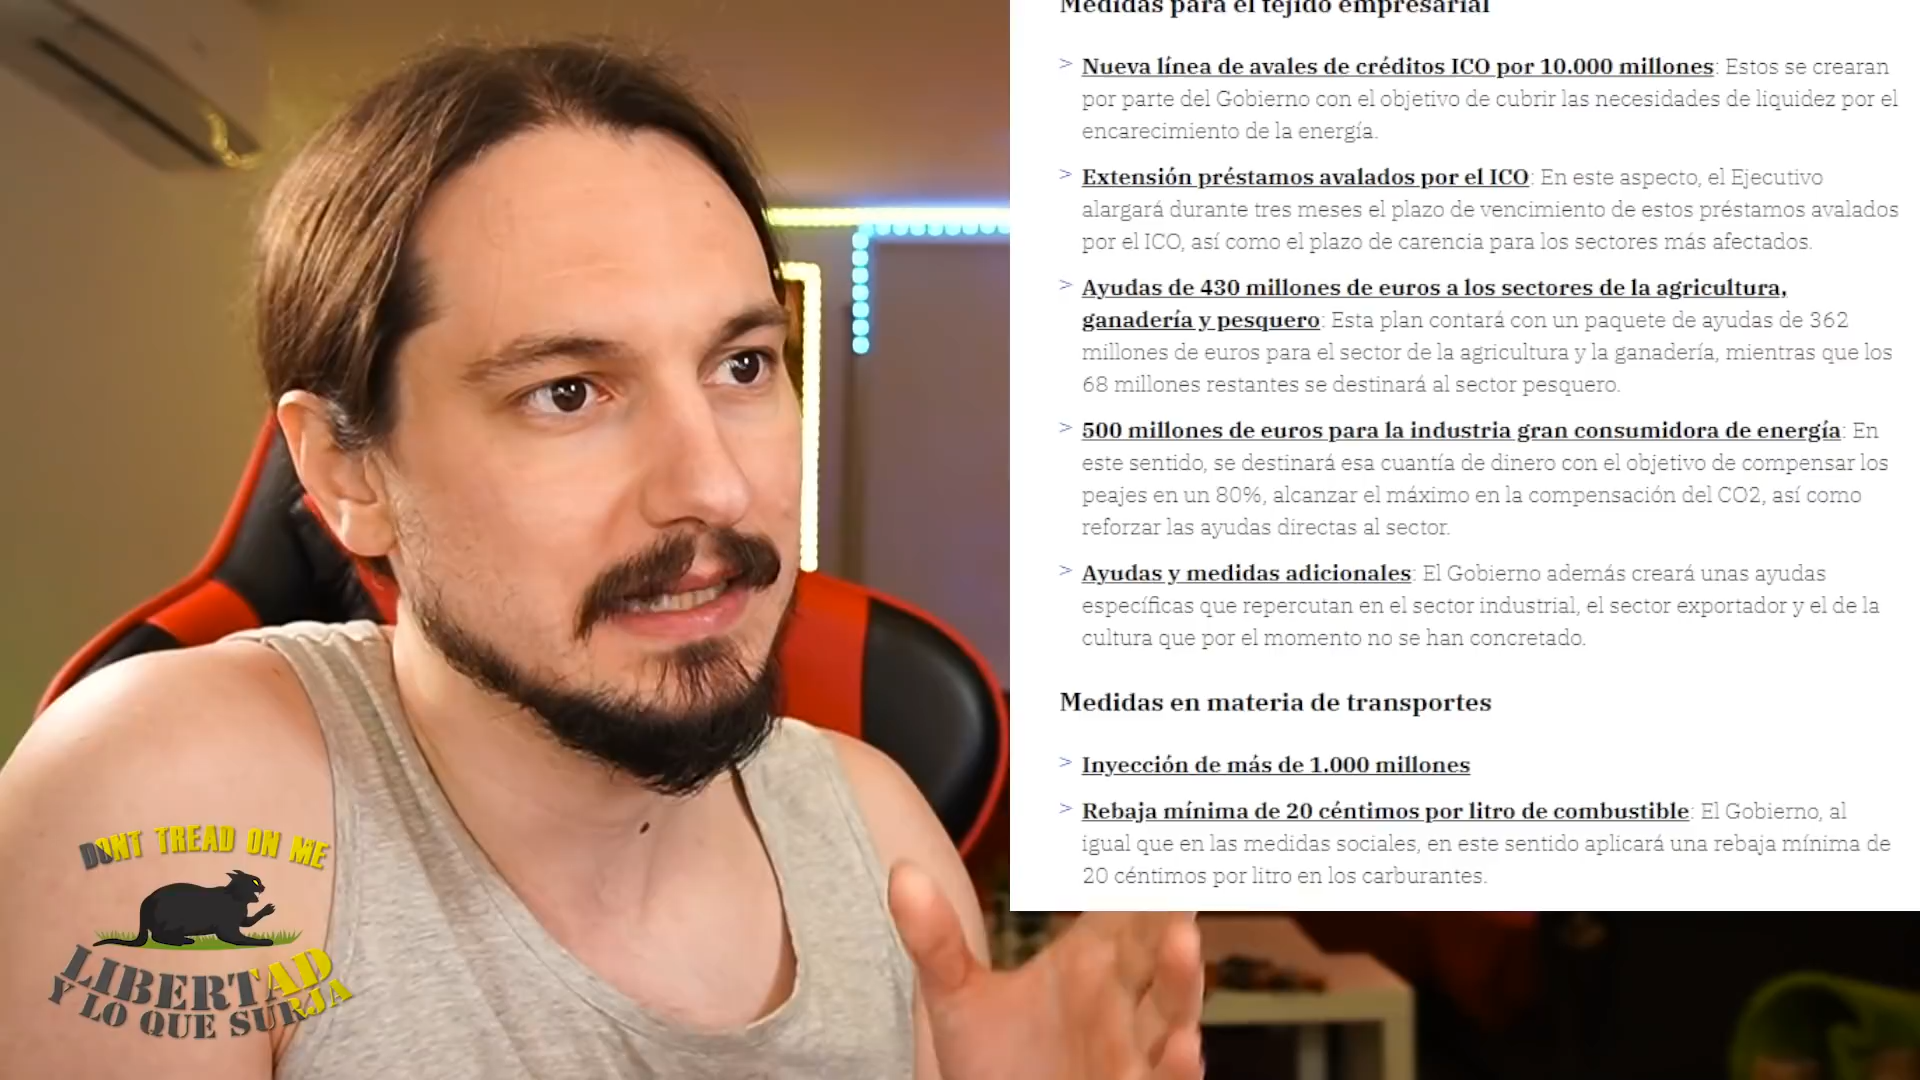 Medidas para el tejido empresarial
> Nueva línea de avales de créditos ICO por 10.000 millones: Estos se crearan
por parte del Gobierno con el objetivo de cubrir las necesidades de liquidez por el
encarecimiento de la energía.
> Extensión préstamos avalados por el ICO: En este aspecto, el Ejecutivo
alargará durante tres meses el plazo de vencimiento de estos préstamos avalados
por el ICO, así como el plazo de carencia para los sectores más afectados.
> Ayudas de 430 millones de euros a los sectores de la agricultura,
ganadería y pesquero: Esta plan contará con un paquete de ayudas de 362
millones de euros para el sector de la agricultura y la ganadería, mientras que los
68 millones restantes se destinará al sector pesquero.
> 500 millones de euros para la industria gran consumidora de energía: En
este sentido, se destinará esa cuantía de dinero con el objetivo de compensar los
peajes en un 80%, alcanzar el máximo en la compensación del CO2, así como
reforzar las ayudas directas al sector.
> Ayudas y medidas adicionales: El Gobierno además creará unas ayudas
específicas que repercutan en el sector industrial, el sector exportador y el de la
cultura que por el momento no se han concretado.
Medidas en materia de transportes
> Inyección de más de 1.000 millones
> Rebaja mínima de 20 céntimos por litro de combustible: El Gobierno, al
igual que en las medidas sociales, en este sentido aplicará una rebaja mínima de
20 céntimos por litro en los carburantes.
DONT TREAD ON ME
LIBERTAD
Y LO QUE SURJA